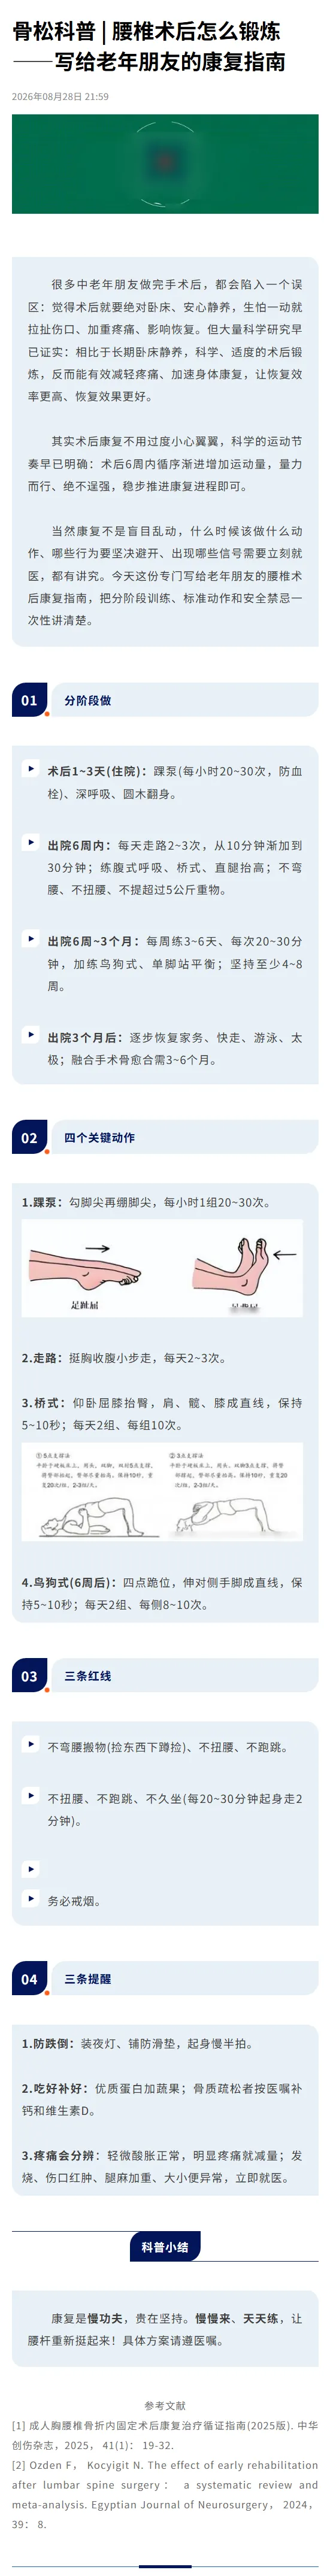 骨松科普 | 腰椎术后怎么锻炼
——写给老年朋友的康复指南
2026年08月28日 21:59
很多中老年朋友做完手术后，都会陷入一个误
区：觉得术后就要绝对卧床、安心静养，生怕一动就
拉扯伤口、加重疼痛、影响恢复。但大量科学研究早
已证实：相比于长期卧床静养，科学、适度的术后锻
炼，反而能有效减轻疼痛、加速身体康复，让恢复效
率更高、恢复效果更好。
其实术后康复不用过度小心翼翼，科学的运动节
奏早已明确：术后6周内循序渐进增加运动量，量力
而行、绝不逞强，稳步推进康复进程即可。
当然康复不是盲目乱动，什么时候该做什么动
作、哪些行为要坚决避开、出现哪些信号需要立刻就
医，都有讲究。今天这份专门写给老年朋友的腰椎术
后康复指南，把分阶段训练、标准动作和安全禁忌一
次性讲清楚。
01 分阶段做
术后1~3天(住院)：踝泵(每小时20~30次，防血
栓)、深呼吸、圆木翻身。
出院6周内：每天走路2~3次，从10分钟渐加到
30分钟；练腹式呼吸、桥式、直腿抬高；不弯
腰、不扭腰、不提超过5公斤重物。
出院6周~3个月：每周练3~6天、每次20~30分
钟，加练鸟狗式、单脚站平衡；坚持至少4~8
周。
出院3个月后：逐步恢复家务、快走、游泳、太
极；融合手术骨愈合需3~6个月。
02 四个关键动作
1.踝泵：勾脚尖再绷脚尖，每小时1组20~30次。
足趾屈
2.走路：挺胸收腹小步走，每天2~3次。
3.桥式：仰卧屈膝抬臀，肩、髋、膝成直线，保持
5~10秒；每天2组、每组10次。
①5点支撑法
②3点支撑法
4.鸟狗式(6周后)：四点跪位，伸对侧手脚成直线，保
持5~10秒；每天2组、每侧8~10次。
03 三条红线
不弯腰搬物(捡东西下蹲捡)、不扭腰、不跑跳。
不扭腰、不跑跳、不久坐(每20~30分钟起身走2
分钟)。
务必戒烟。
04 三条提醒
1.防跌倒：装夜灯、铺防滑垫，起身慢半拍。
2.吃好补好：优质蛋白加蔬果；骨质疏松者按医嘱补
钙和维生素D。
3.疼痛会分辨：轻微酸胀正常，明显疼痛就减量；发
烧、伤口红肿、腿麻加重、大小便异常，立即就医。
科普小结
康复是慢功夫，贵在坚持。慢慢来、天天练，让
腰杆重新挺起来！具体方案请遵医嘱。
参考文献
[1] 成人胸腰椎骨折内固定术后康复治疗循证指南(2025版). 中华
创伤杂志，2025， 41(1)： 19-32.
[2] Ozden F， Kocyigit N. The effect of early rehabilitation
after lumbar spine surgery： a systematic review and
meta-analysis. Egyptian Journal of Neurosurgery， 2024，
39： 8.